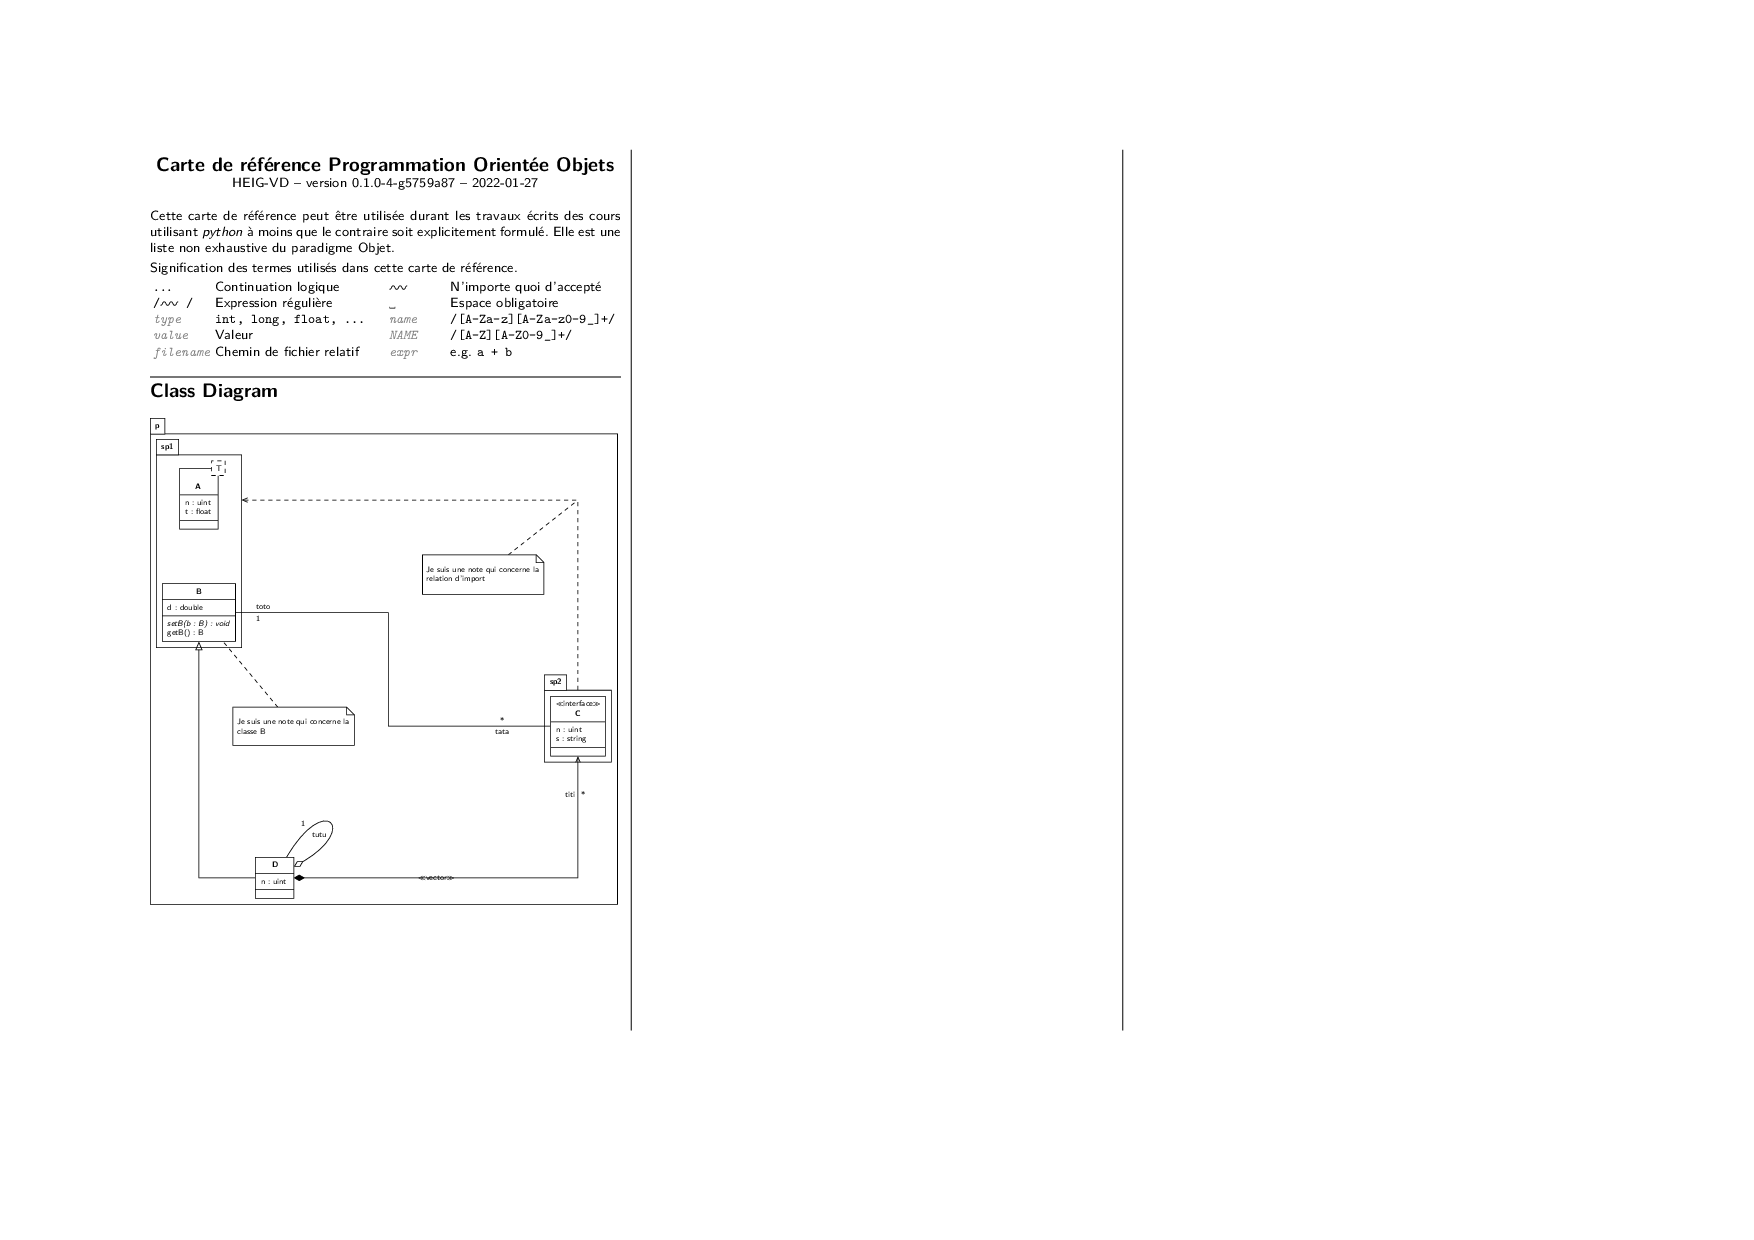 Carte de référence Programmation Orientée Objets
HEIG-VD – version 0.1.0-4-g5759a87 – 2022-01-27
Cette carte de référence peut être utilisée durant les travaux écrits des cours
utilisant python à moins que le contraire soit explicitement formulé. Elle est une
liste non exhaustive du paradigme Objet.
Signification des termes utilisés dans cette carte de référence.
... Continuation logique N'importe quoi d'accepté
/ / Expression régulière ␣ Espace obligatoire
type int, long, float, ... name /[A-Za-z][A-Za-z0-9_]+/
value Valeur NAME /[A-Z][A-Z0-9_]+/
filename Chemin de fichier relatif expr e.g. a + b
Class Diagram
p
sp1
T
A
n : uint
t : float
Je suis une note qui concerne la
relation d'import
B
d : double
setB(b : B) : void
getB() : B
toto
1
sp2
≪interface≫
C
n : uint
s : string
*
tata
Je suis une note qui concerne la
classe B
titi *
1
tutu
D
n : uint
≪vector≫